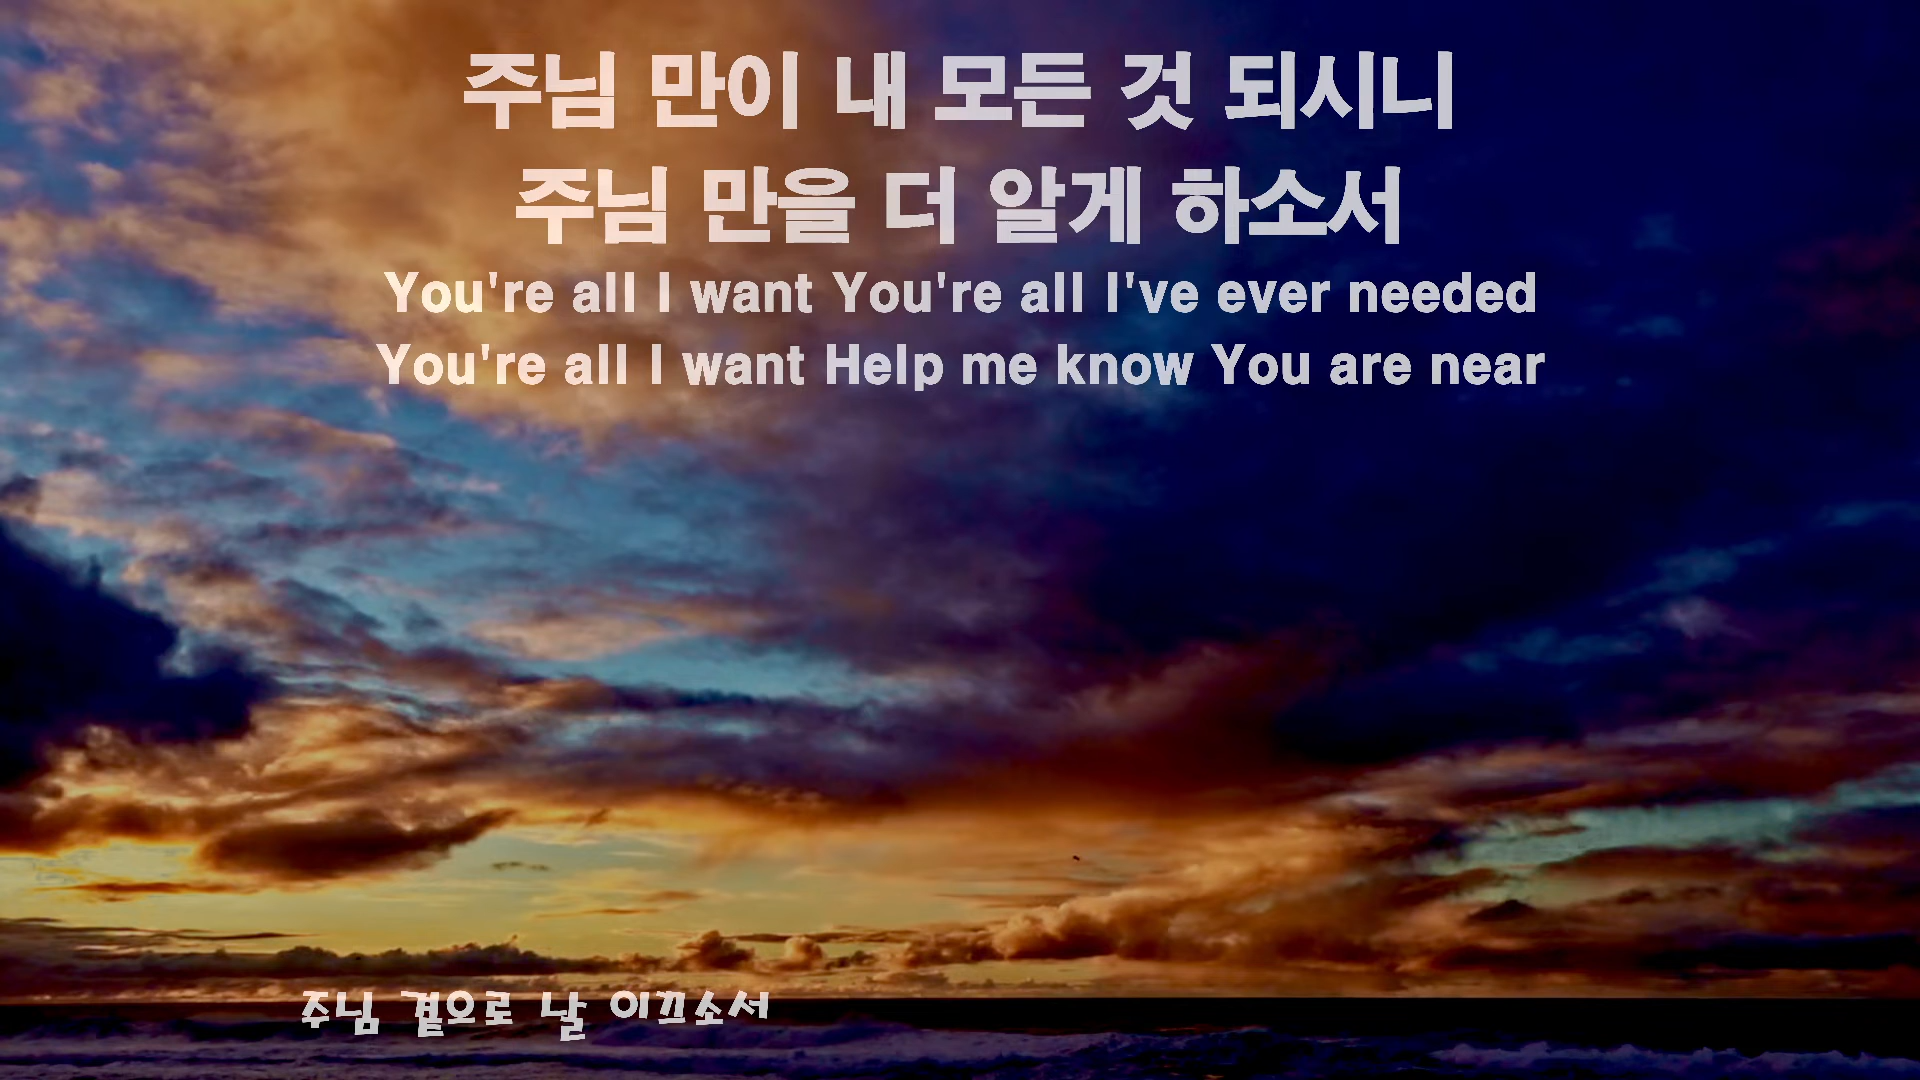 주님 만이 내 모든 것 되시니
주님 만을 더 알게 하소서
You're all I want You're all I've ever needed
You're all I want Help me know You are near
주님 곁으로 날 이끄소서